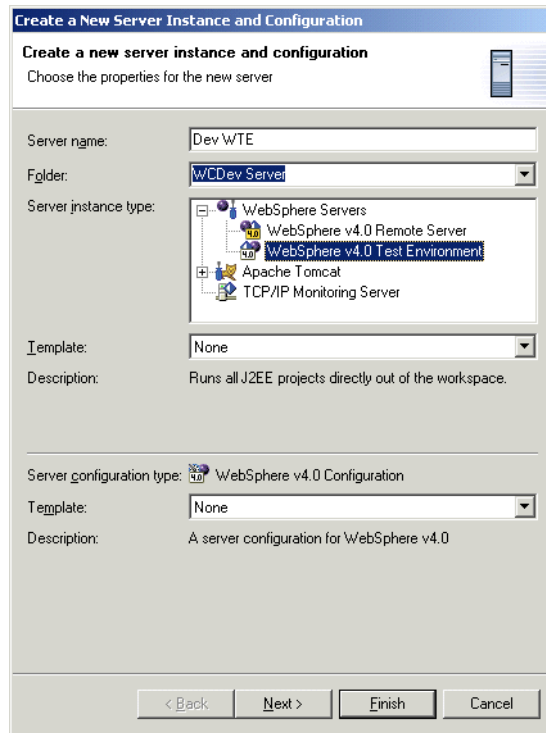 Create a New Server Instance and Configuration
Create a new server instance and configuration
Choose the properties for the new server
Server name: Dev WTE
Folder: WCDev Server
Server instance type: WebSphere Servers
WebSphere v4.0 Remote Server
WebSphere v4.0 Test Environment
Apache Tomcat
TCP/IP Monitoring Server
Template: None
Description: Runs all J2EE projects directly out of the workspace.
Server configuration type: WebSphere v4.0 Configuration
Template: None
Description: A server configuration for WebSphere v4.0
< Back Next > Finish Cancel